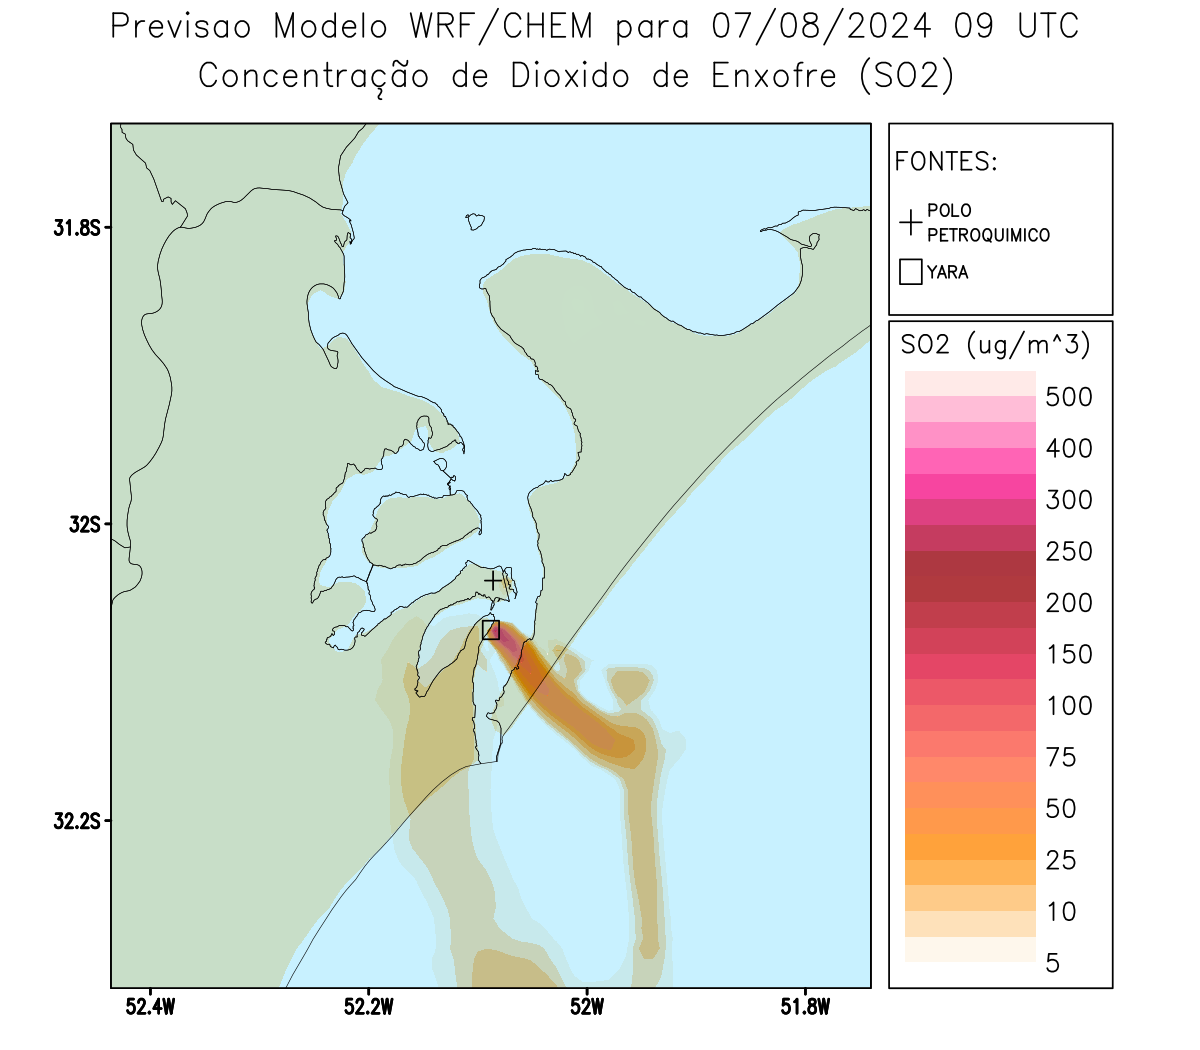 Previsao Modelo WRF/CHEM para 07/08/2024 09 UTC
Concentração de Dioxido de Enxofre (SO2)
FONTES:
POLO
PETROQUIMICO
YARA
SO2 (ug/m^3)
500
400
300
250
200
150
100
75
50
25
10
5
31.8S
32S
32.2S
52.4W
52.2W
52W
51.8W